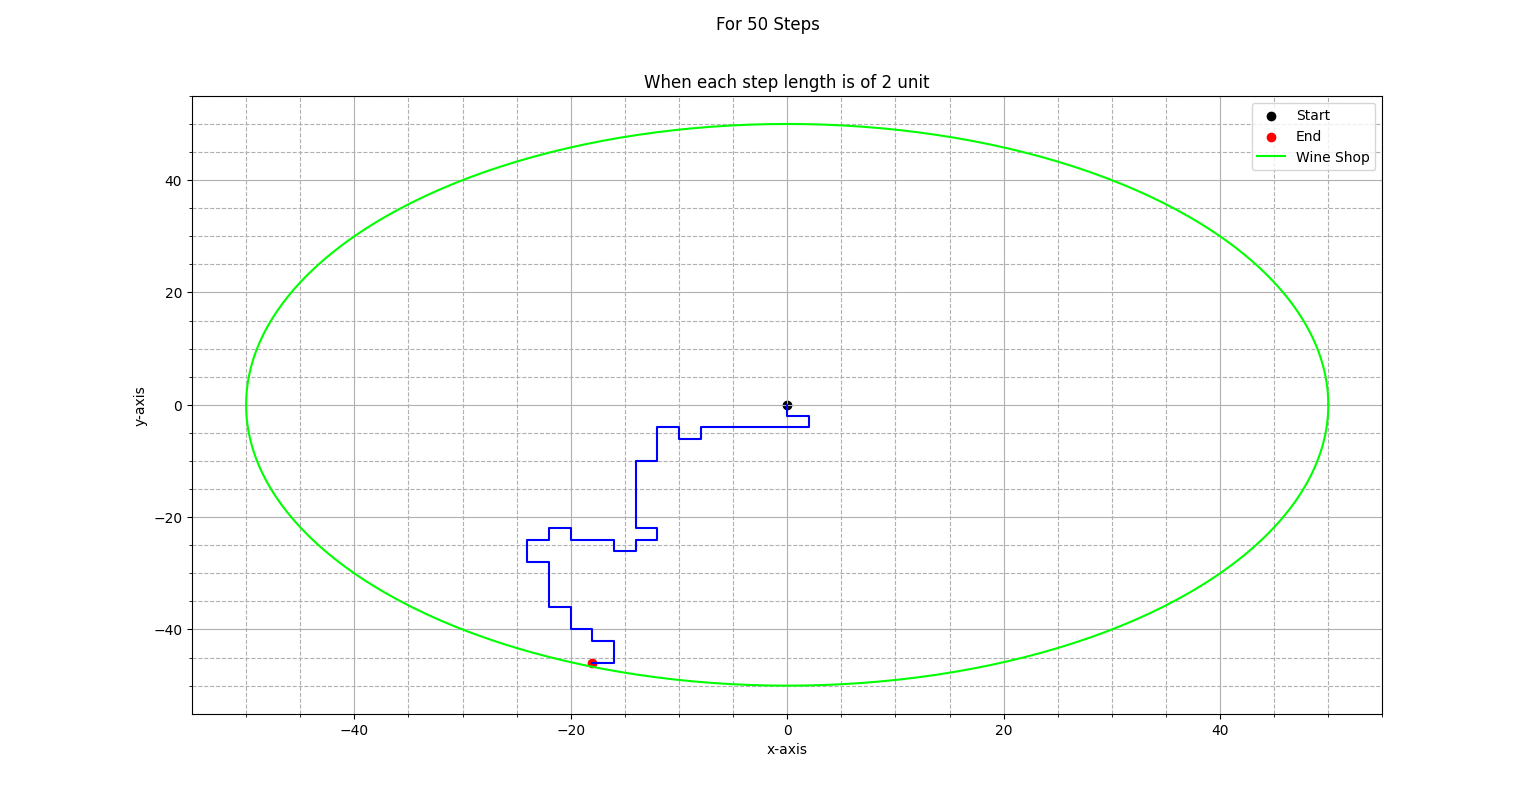 For 50 Steps
When each step length is of 2 unit
Start
End
Wine Shop
40
20
0
−20
−40
y-axis
−40
−20
0
20
40
x-axis